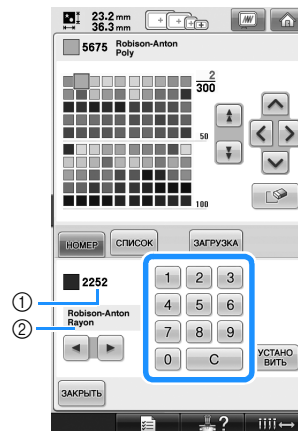 23.2 mm
36.3 mm
5675 Robison-Anton
Poly
2
300
50
100
НОМЕР СПИСОК ЗАГРУЗКА
① 2252
② Robison-Anton
Rayon
1 2 3
4 5 6
7 8 9
0 C
УСТАНО
ВИТЬ
ЗАКРЫТЬ
?